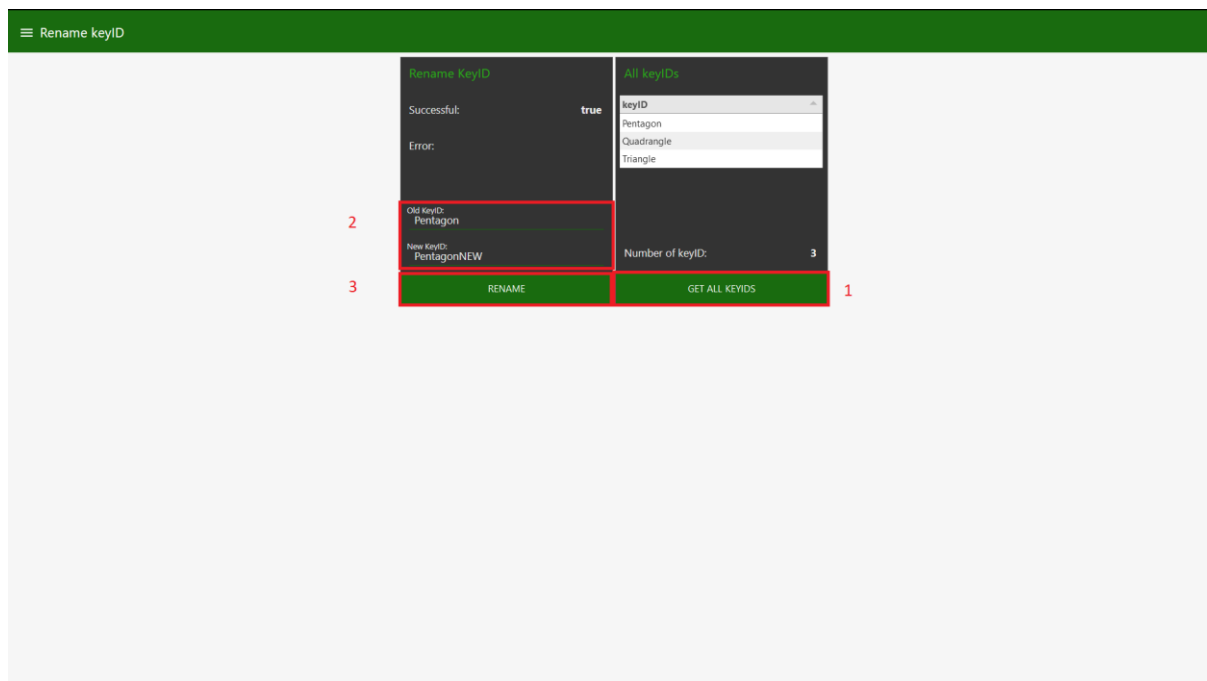 Rename keyID
Rename KeyID
Successful: true
Error:
Old KeyID:
Pentagon
New KeyID:
PentagonNEW
2
3
RENAME
All keyIDs
keyID
Pentagon
Quadrangle
Triangle
Number of keyID: 3
GET ALL KEYIDS
1